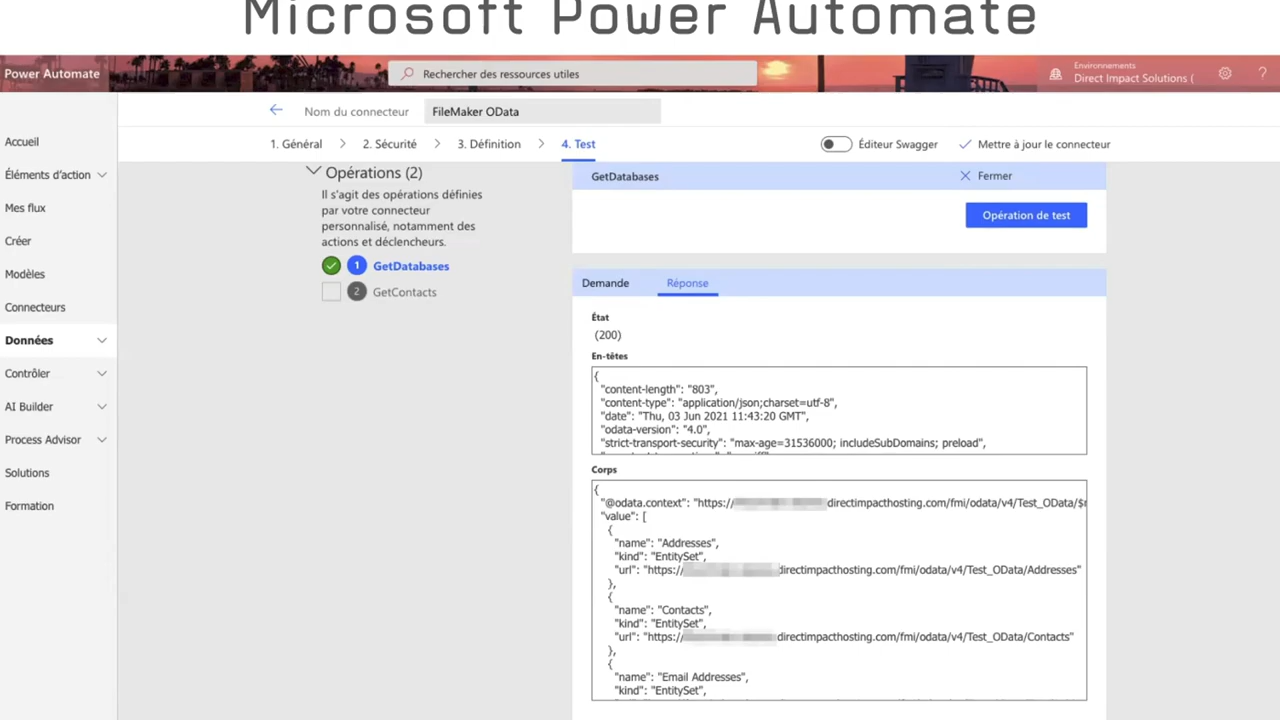 Microsoft Power Automate
Power Automate
Rechercher des ressources utiles
Environnements
Direct Impact Solutions (
?
Nom du connecteur
FileMaker OData
1. Général
2. Sécurité
3. Définition
4. Test
Éditeur Swagger
Mettre à jour le connecteur
Accueil
Éléments d'action
Mes flux
Créer
Modèles
Connecteurs
Données
Contrôler
AI Builder
Process Advisor
Solutions
Formation
Opérations (2)
Il s'agit des opérations définies
par votre connecteur
personnalisé, notamment des
actions et déclencheurs.
1 GetDatabases
2 GetContacts
GetDatabases
Fermer
Opération de test
Demande
Réponse
État
(200)
En-têtes
{
"content-length": "803",
"content-type": "application/json;charset=utf-8",
"date": "Thu, 03 Jun 2021 11:43:20 GMT",
"odata-version": "4.0",
"strict-transport-security": "max-age=31536000; includeSubDomains; preload",
Corps
{
"@odata.context": "https:// directimpacthosting.com/fmi/odata/v4/Test_OData/
"value": [
{
"name": "Addresses",
"kind": "EntitySet",
"url": "https:// directimpacthosting.com/fmi/odata/v4/Test_OData/Addresses"
},
{
"name": "Contacts",
"kind": "EntitySet",
"url": "https:// directimpacthosting.com/fmi/odata/v4/Test_OData/Contacts"
},
{
"name": "Email Addresses",
"kind": "EntitySet",